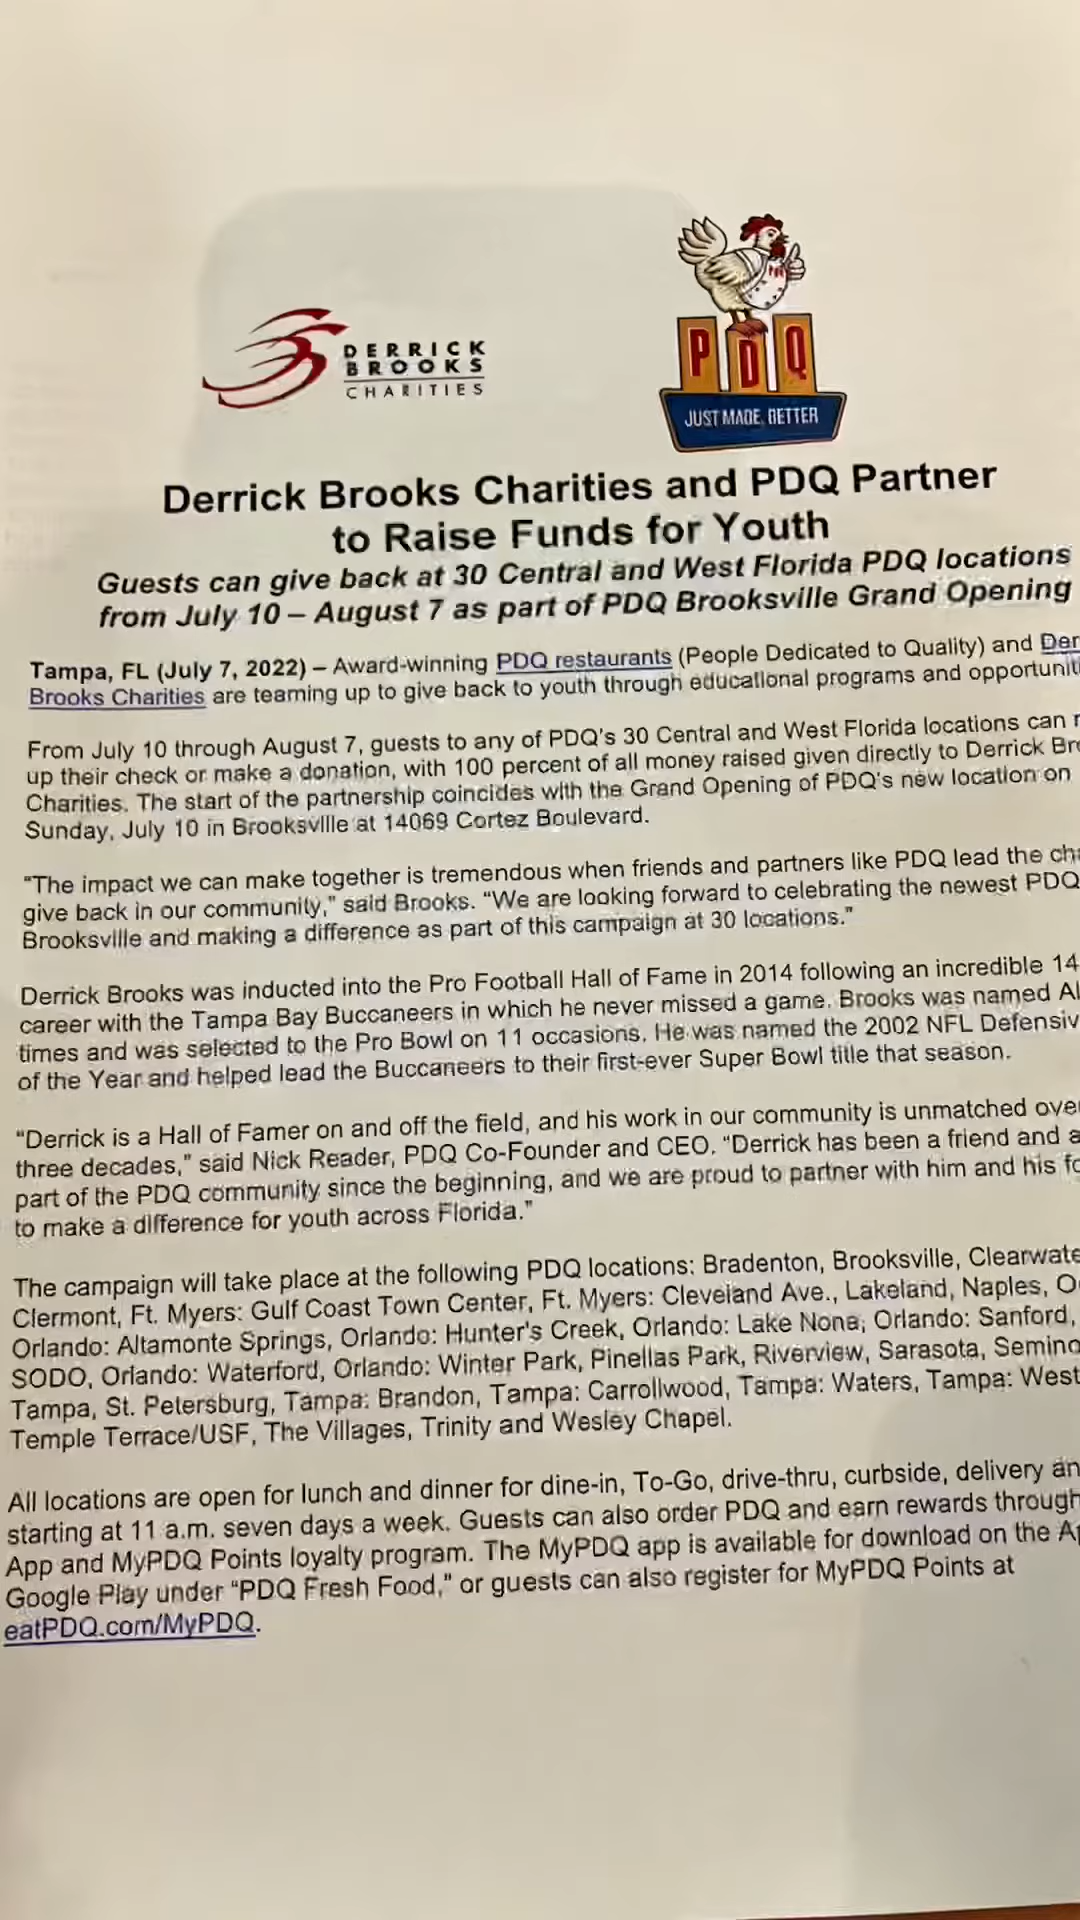 DERRICK
BROOKS
CHARITIES
PDQ
PDQ
JUST MADE, BETTER
Derrick Brooks Charities and PDQ Partner
to Raise Funds for Youth
Guests can give back at 30 Central and West Florida PDQ locations
from July 10 – August 7 as part of PDQ Brooksville Grand Opening
Tampa, FL (July 7, 2022) – Award-winning PDQ restaurants (People Dedicated to Quality) and
Brooks Charities are teaming up to give back to youth through educational programs and
From July 10 through August 7, guests to any of PDQ's 30 Central and West Florida locations can
up their check or make a donation, with 100 percent of all money raised given directly to Derrick
Charities. The start of the partnership coincides with the Grand Opening of PDQ's new location on
Sunday, July 10 in Brooksville at 14069 Cortez Boulevard.
"The impact we can make together is tremendous when friends and partners like PDQ lead the
give back in our community," said Brooks. "We are looking forward to celebrating the newest PDQ
Brooksville and making a difference as part of this campaign at 30 locations."
Derrick Brooks was inducted into the Pro Football Hall of Fame in 2014 following an incredible 14
career with the Tampa Bay Buccaneers in which he never missed a game. Brooks was named
times and was selected to the Pro Bowl on 11 occasions. He was named the 2002 NFL
of the Year and helped lead the Buccaneers to their first-ever Super Bowl title that season.
"Derrick is a Hall of Famer on and off the field, and his work in our community is unmatched
three decades," said Nick Reader, PDQ Co-Founder and CEO. "Derrick has been a friend and
part of the PDQ community since the beginning, and we are proud to partner with him and his
to make a difference for youth across Florida."
The campaign will take place at the following PDQ locations: Bradenton, Brooksville,
Clermont, Ft. Myers: Gulf Coast Town Center, Ft. Myers: Cleveland Ave., Lakeland, Naples,
Orlando: Altamonte Springs, Orlando: Hunter's Creek, Orlando: Lake Nona, Orlando: Sanford,
SODO, Orlando: Waterford, Orlando: Winter Park, Pinellas Park, Riverview, Sarasota,
Tampa, St. Petersburg, Tampa: Brandon, Tampa: Carrollwood, Tampa: Waters, Tampa: West
Temple Terrace/USF, The Villages, Trinity and Wesley Chapel.
All locations are open for lunch and dinner for dine-in, To-Go, drive-thru, curbside, delivery
starting at 11 a.m. seven days a week. Guests can also order PDQ and earn rewards through
App and MyPDQ Points loyalty program. The MyPDQ app is available for download on the
Google Play under "PDQ Fresh Food," or guests can also register for MyPDQ Points at
eatPDQ.com/MyPDQ.